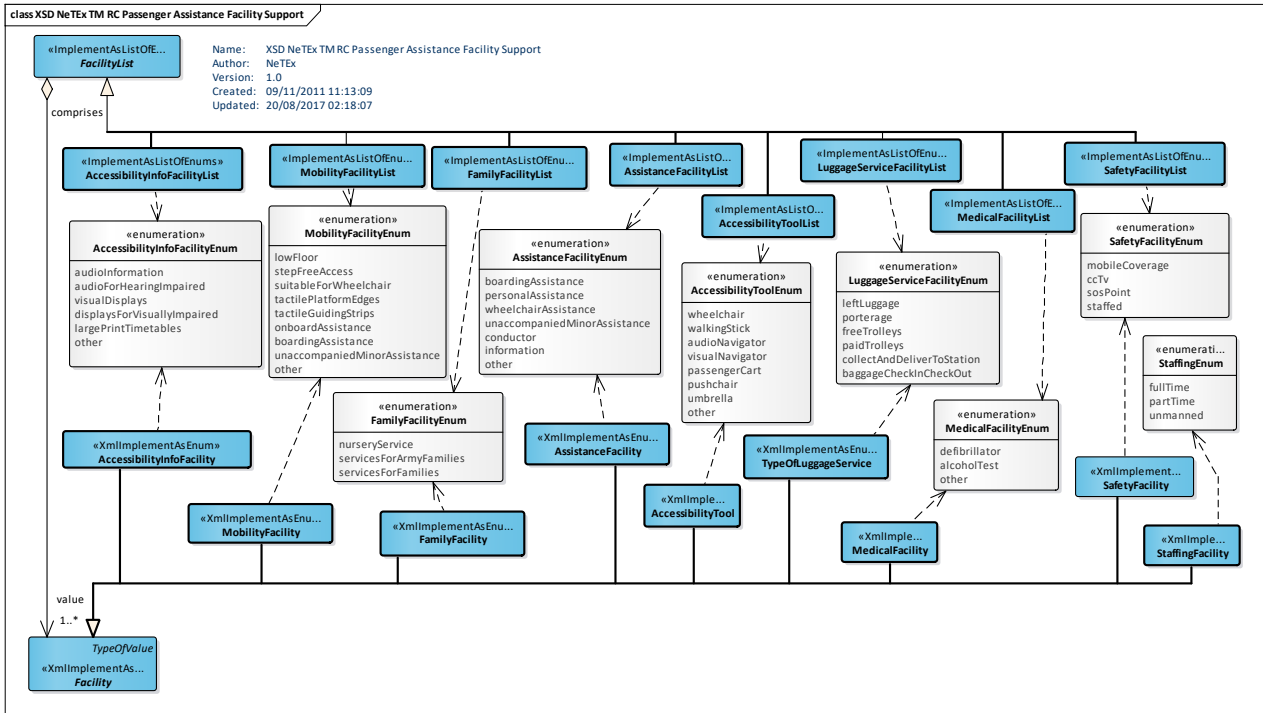 class XSD NeTEx TM RC Passenger Assistance Facility Support
«ImplementAsListOfE...
FacilityList
Name: XSD NeTEx TM RC Passenger Assistance Facility Support
Author: NeTEx
Version: 1.0
Created: 09/11/2011 11:13:09
Updated: 20/08/2017 02:18:07
comprises
«ImplementAsListOfEnums»
AccessibilityInfoFacilityList
«ImplementAsListOfEnu...
MobilityFacilityList
«ImplementAsListOfEnu...
FamilyFacilityList
«ImplementAsListO...
AssistanceFacilityList
«ImplementAsListO...
AccessibilityToolList
«ImplementAsListOfEnu...
LuggageServiceFacilityList
«ImplementAsListOfE...
MedicalFacilityList
«ImplementAsListOfEnu...
SafetyFacilityList
«enumeration»
AccessibilityInfoFacilityEnum
audioInformation
audioForHearingImpaired
visualDisplays
displaysForVisuallyImpaired
largePrintTimetables
other
«enumeration»
MobilityFacilityEnum
lowFloor
stepFreeAccess
suitableForWheelchair
tactilePlatformEdges
tactileGuidingStrips
onboardAssistance
boardingAssistance
unaccompaniedMinorAssistance
other
«enumeration»
AssistanceFacilityEnum
boardingAssistance
personalAssistance
wheelchairAssistance
unaccompaniedMinorAssistance
conductor
information
other
«enumeration»
AccessibilityToolEnum
wheelchair
walkingStick
audioNavigator
visualNavigator
passengerCart
pushchair
umbrella
other
«enumeration»
LuggageServiceFacilityEnum
leftLuggage
porterage
freeTrolleys
paidTrolleys
collectAndDeliverToStation
baggageCheckInCheckOut
«enumeration»
SafetyFacilityEnum
mobileCoverage
ccTv
sosPoint
staffed
«enumerati...
StaffingEnum
fullTime
partTime
unmanned
«enumeration»
FamilyFacilityEnum
nurseryService
servicesForArmyFamilies
servicesForFamilies
«enumeration»
MedicalFacilityEnum
defibrillator
alcoholTest
other
«XmlImplementAsEnum»
AccessibilityInfoFacility
«XmlImplementAsEnu...
MobilityFacility
«XmlImplementAsEnu...
FamilyFacility
«XmlImplementAsEnu...
AssistanceFacility
«XmlImple...
AccessibilityTool
«XmlImplementAsEnu...
TypeOfLuggageService
«XmlImple...
MedicalFacility
«XmlImplement...
SafetyFacility
«XmlImple...
StaffingFacility
value
1..*
TypeOfValue
«XmlImplementAs...
Facility